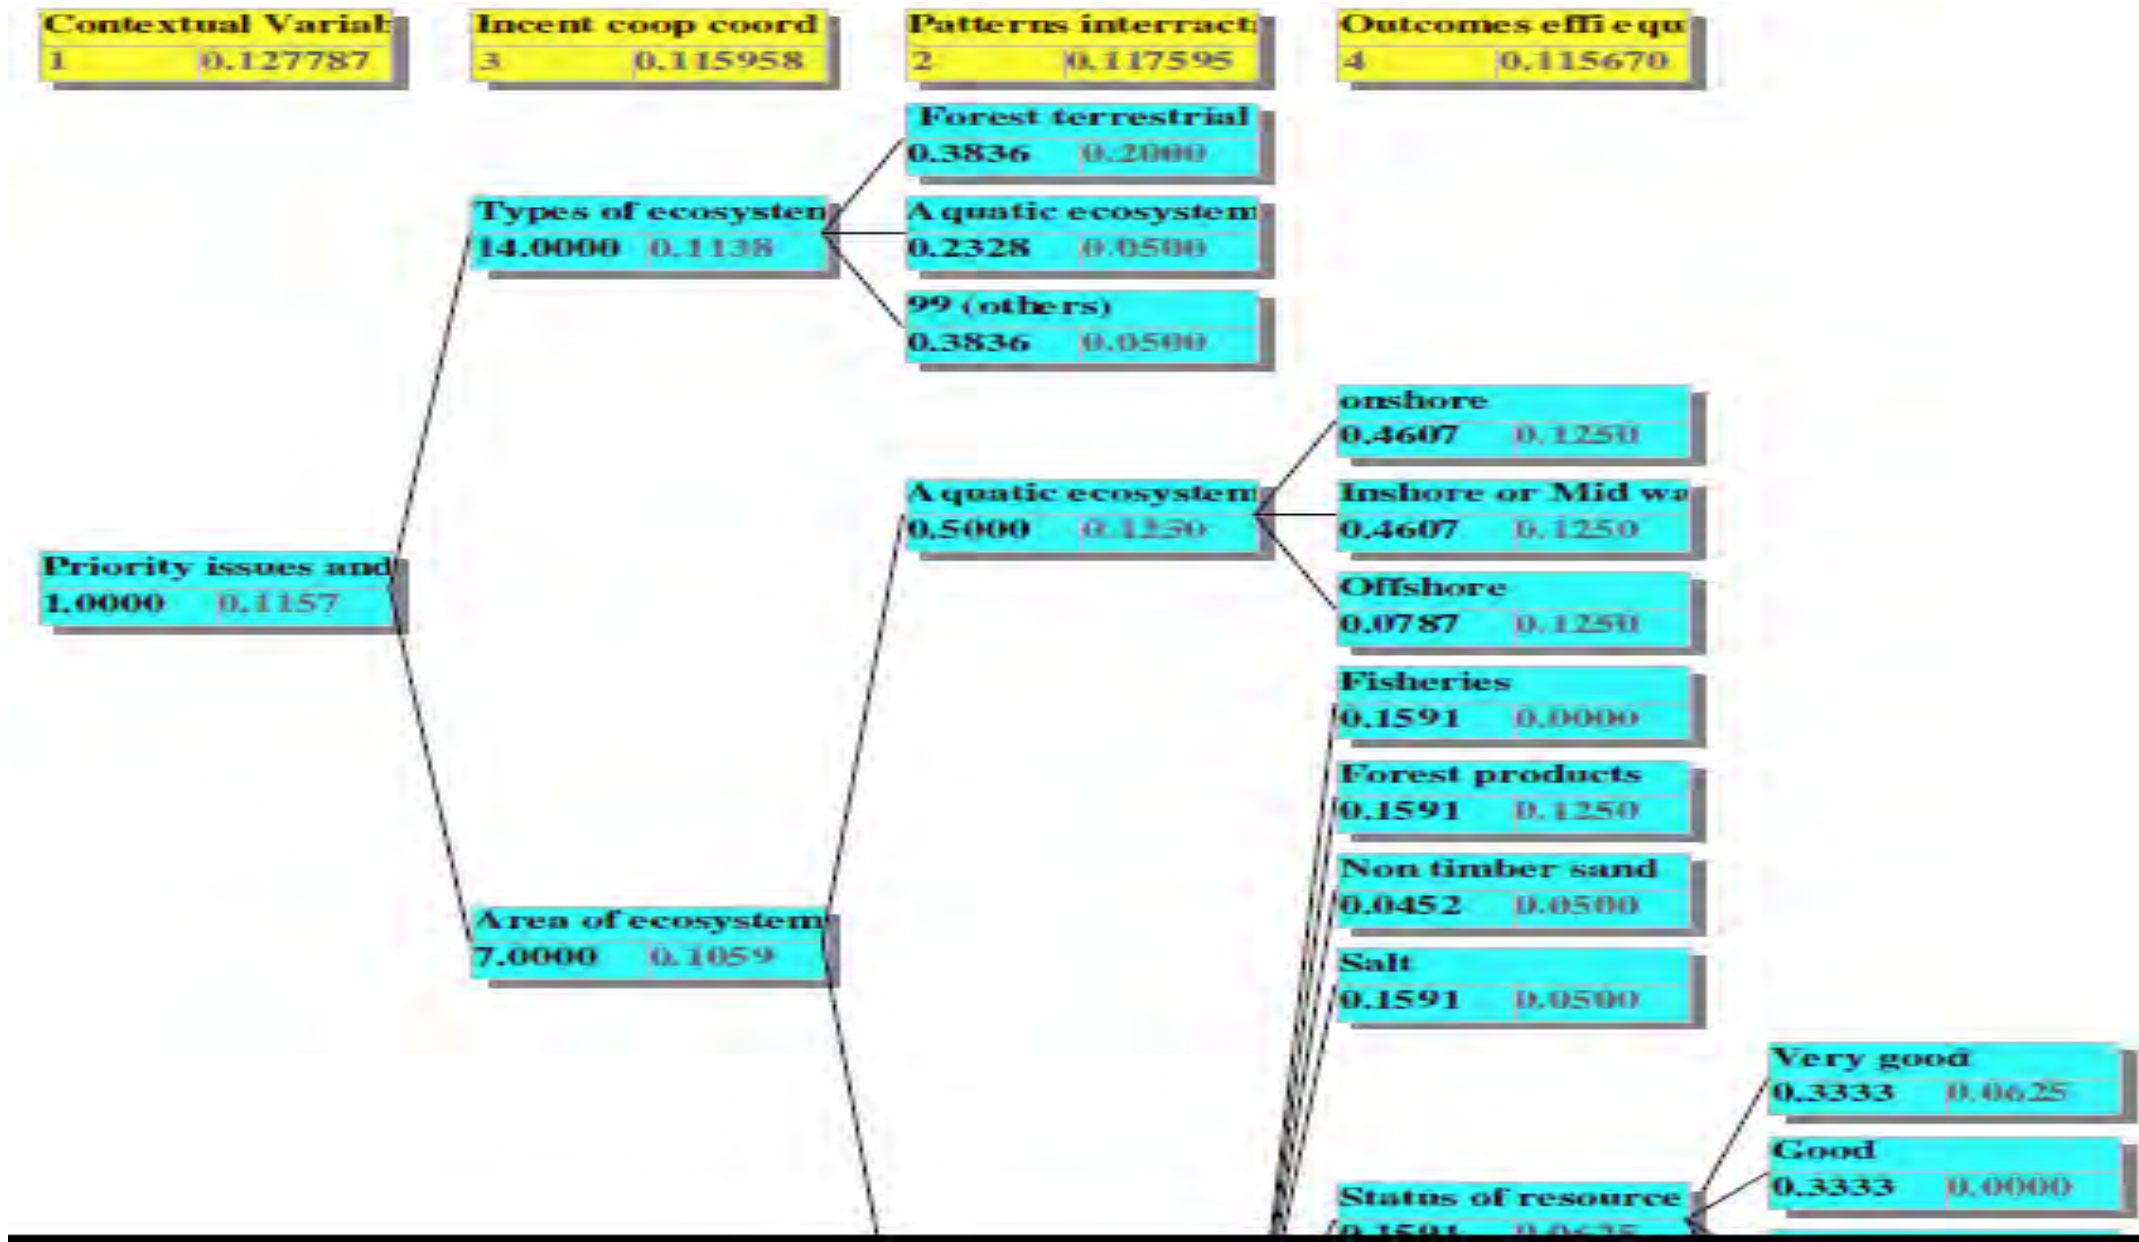 Contextual Variab
1 0.127787
Incent coop coord
3 0.115958
Patterns interracti
2 0.117595
Outcomes effi equ
4 0.115670
Forest terrestrial
0.3836 0.2000
Types of ecosystem
14.0000 0.1138
Aquatic ecosystem
0.2328 0.0500
99 (others)
0.3836 0.0500
onshore
0.4607 0.1250
Aquatic ecosystem
0.5000 0.1250
Inshore or Mid wa
0.4607 0.1250
Priority issues and
1.0000 0.1157
Offshore
0.0787 0.1250
Fisheries
0.1591 0.0000
Forest products
0.1591 0.1250
Non timber sand
0.0452 0.0500
Area of ecosystem
7.0000 0.1059
Salt
0.1591 0.0500
Very good
0.3333 0.0625
Good
0.3333 0.0000
Status of resource
0.1591 0.0625